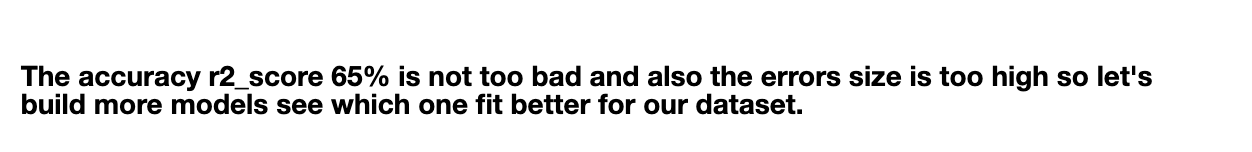 The accuracy r2_score 65% is not too bad and also the errors size is too high so let's
build more models see which one fit better for our dataset.